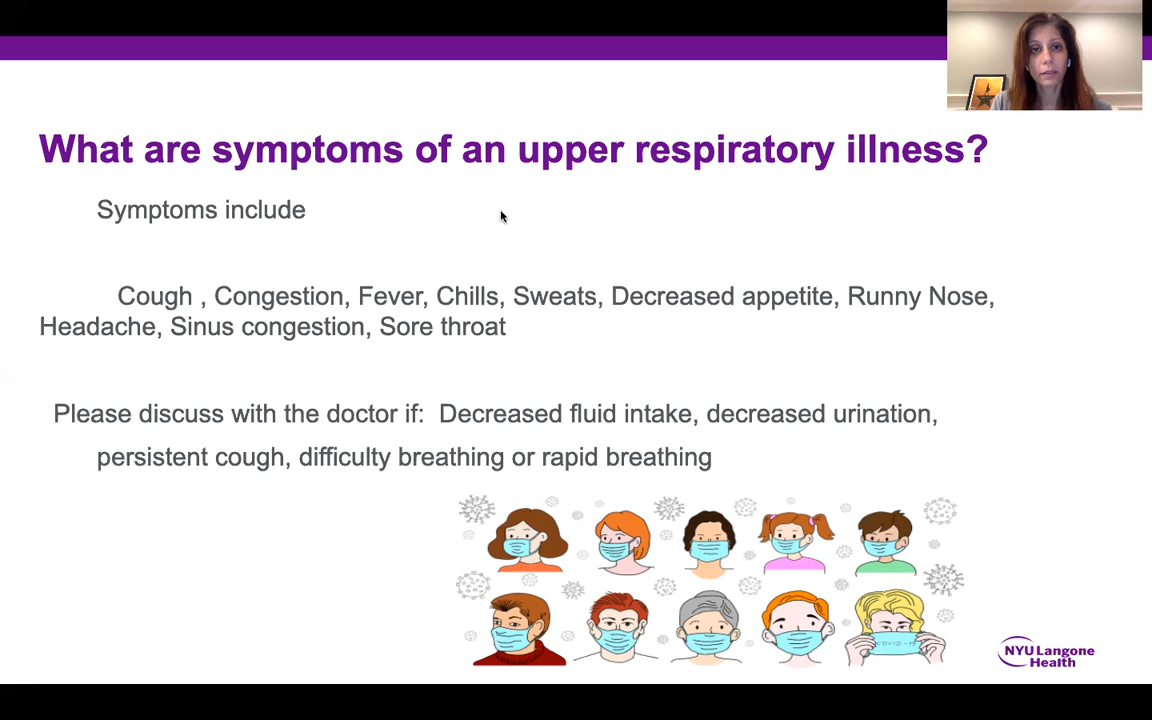 What are symptoms of an upper respiratory illness?
Symptoms include
Cough , Congestion, Fever, Chills, Sweats, Decreased appetite, Runny Nose,
Headache, Sinus congestion, Sore throat
Please discuss with the doctor if: Decreased fluid intake, decreased urination,
persistent cough, difficulty breathing or rapid breathing
COVID-19
NYU Langone
Health